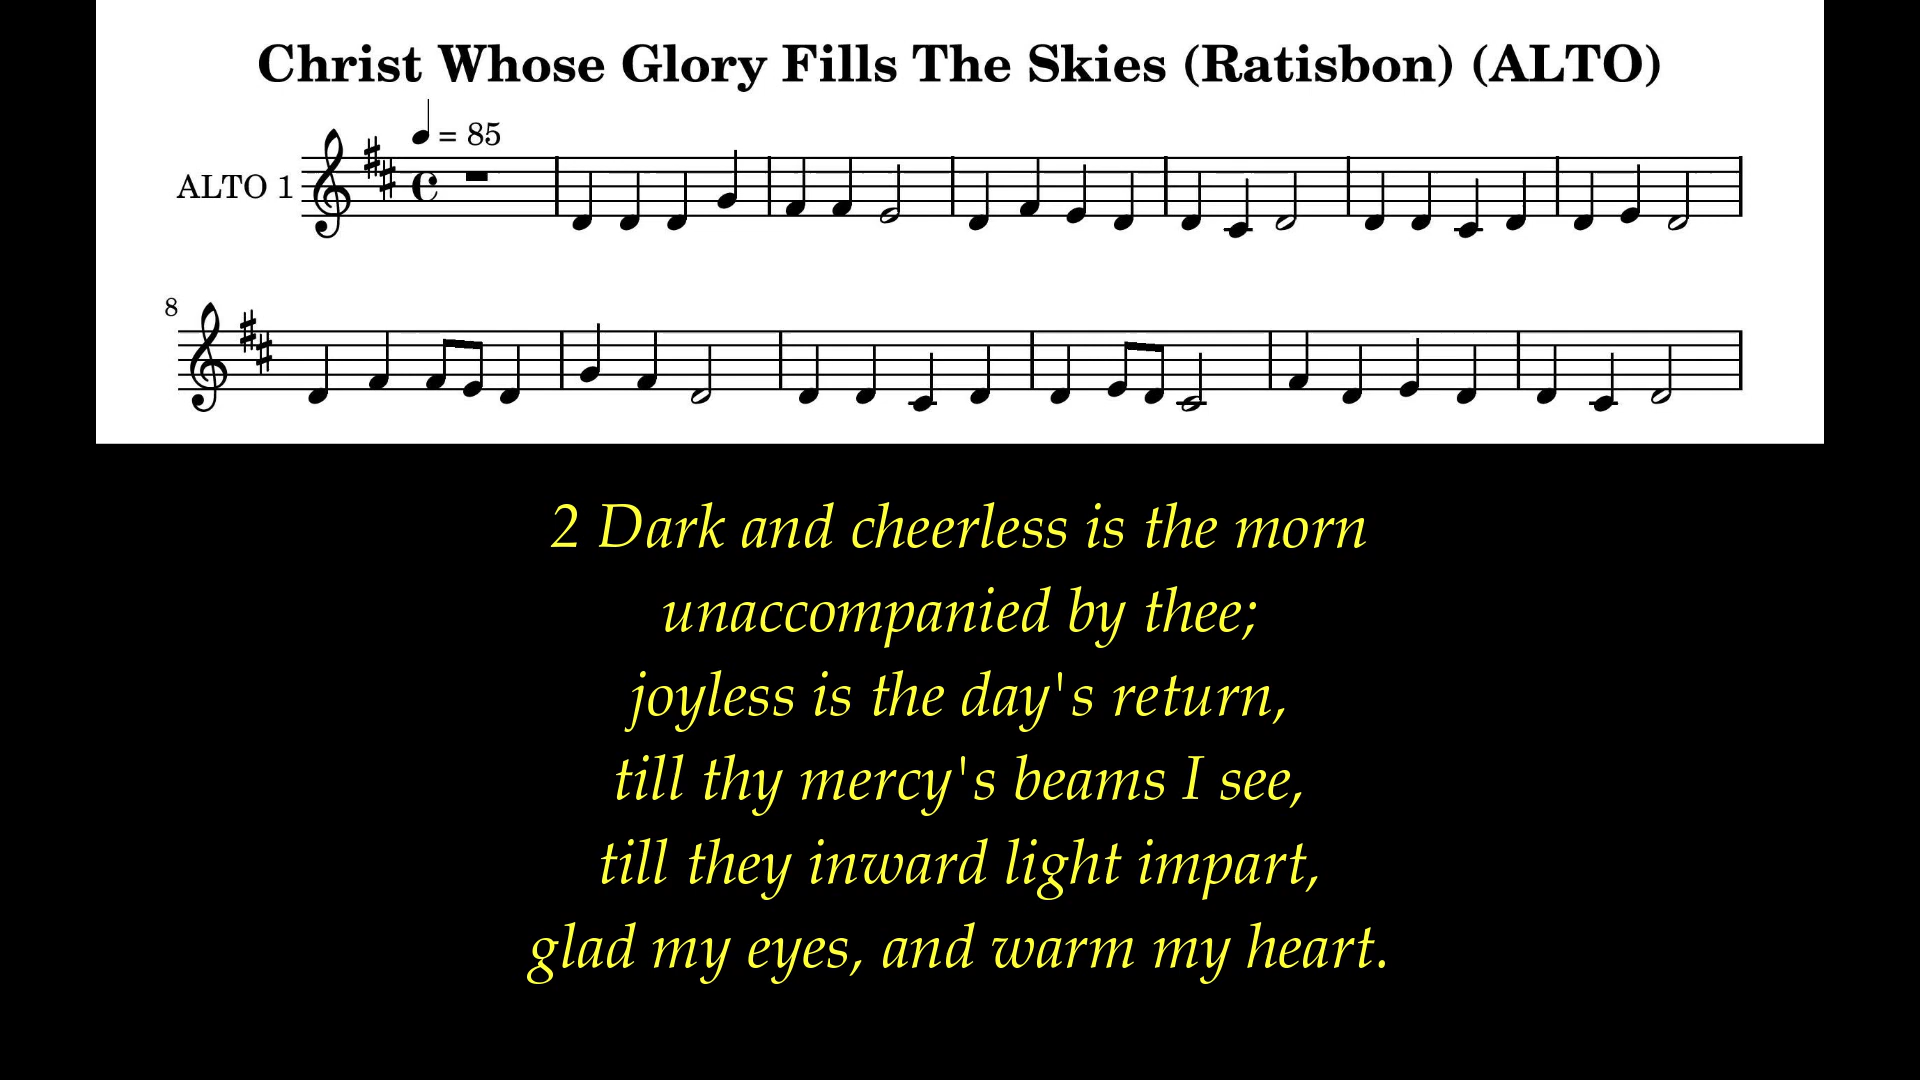 Christ Whose Glory Fills The Skies (Ratisbon) (ALTO)
= 85
ALTO 1
8
2 Dark and cheerless is the morn
unaccompanied by thee;
joyless is the day's return,
till thy mercy's beams I see,
till they inward light impart,
glad my eyes, and warm my heart.